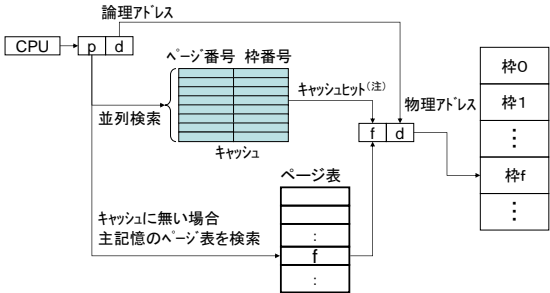 論理アドレス
CPU
p d
ページ番号 枠番号
キャッシュヒット(注)
並列検索
キャッシュ
物理アドレス
f d
枠0
枠1
⋮
枠f
⋮
ページ表
キャッシュに無い場合
主記憶のページ表を検索
:
f
: